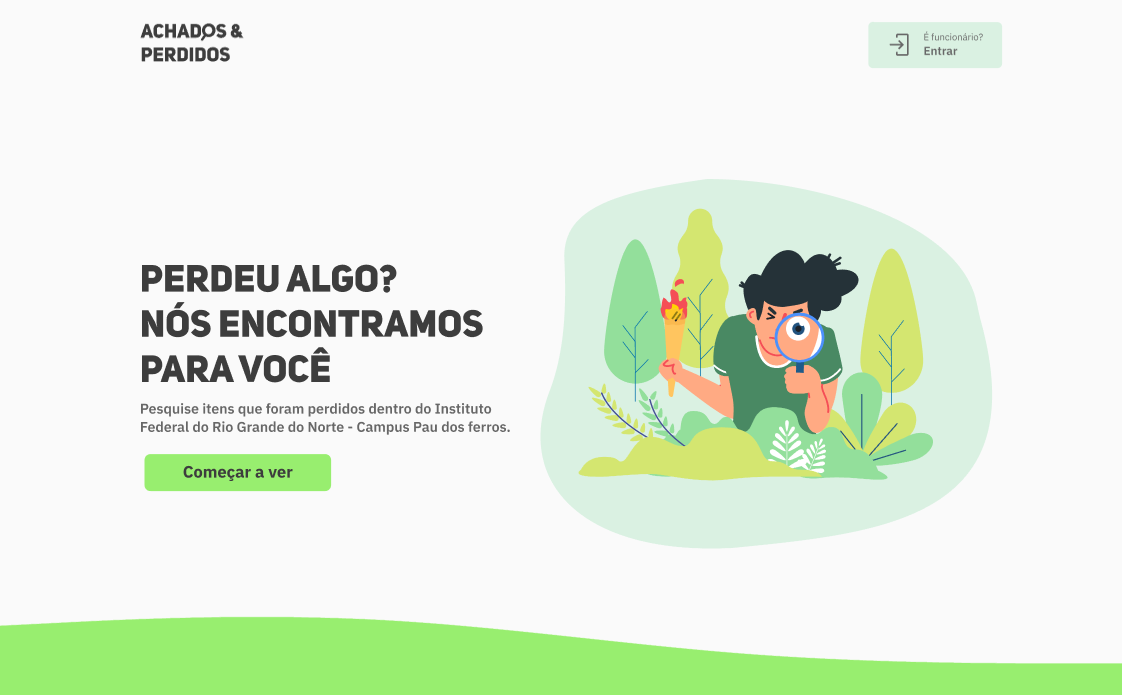 ACHADOS &
PERDIDOS
É funcionário?
Entrar
PERDEU ALGO?
NÓS ENCONTRAMOS
PARA VOCÊ
Pesquise itens que foram perdidos dentro do Instituto
Federal do Rio Grande do Norte - Campus Pau dos ferros.
Começar a ver